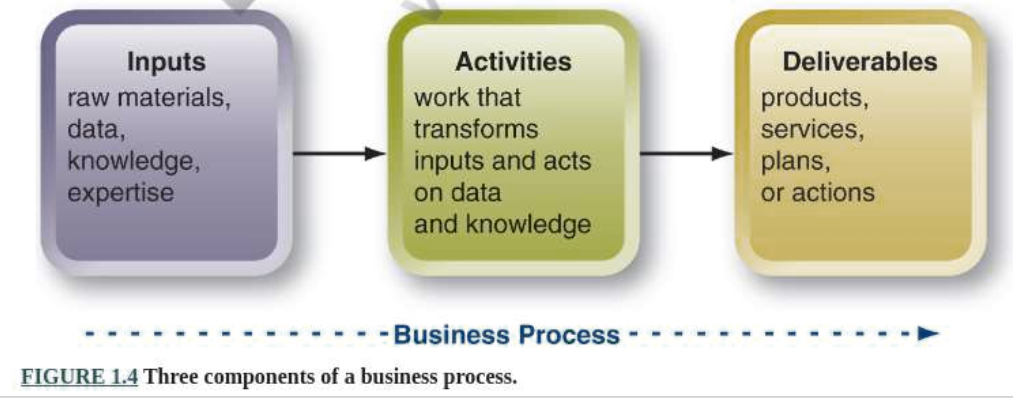 Inputs
raw materials,
data,
knowledge,
expertise
Activities
work that
transforms
inputs and acts
on data
and knowledge
Deliverables
products,
services,
plans,
or actions
Business Process
FIGURE 1.4 Three components of a business process.